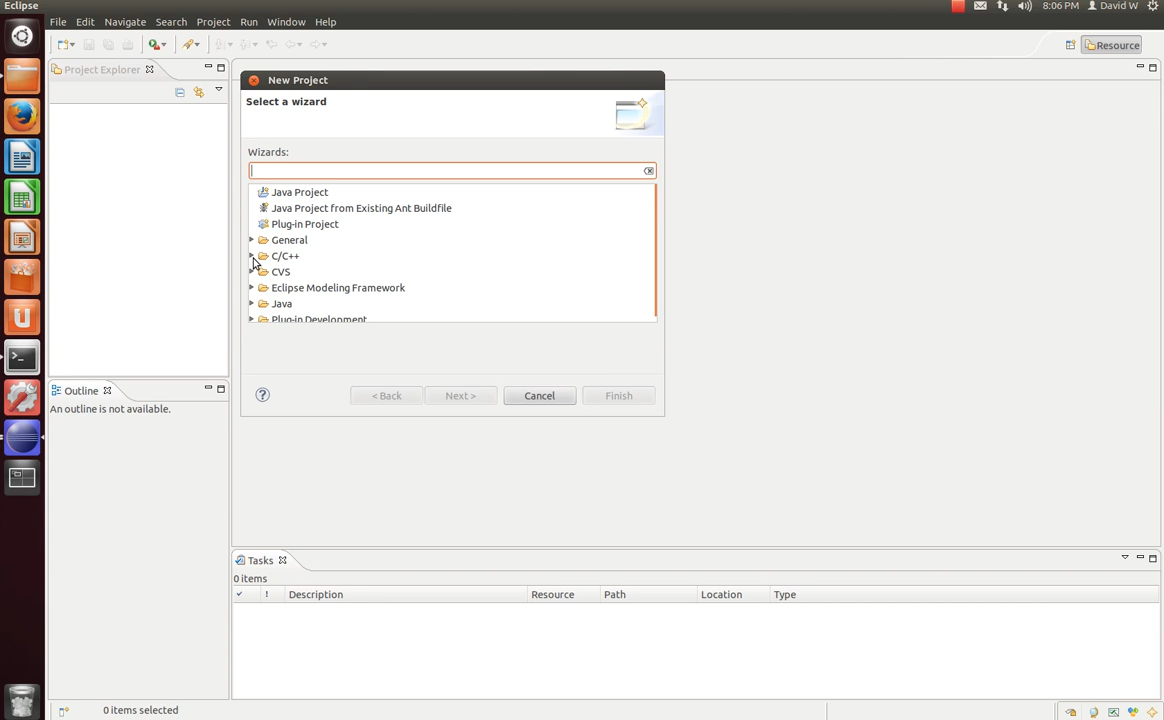 Eclipse
8:06 PM David W
File Edit Navigate Search Project Run Window Help
Resource
Project Explorer
New Project
Select a wizard
Wizards:
Java Project
Java Project from Existing Ant Buildfile
Plug-in Project
General
C/C++
CVS
Eclipse Modeling Framework
Java
Plug-in Development
< Back Next > Cancel Finish
Outline
An outline is not available.
Tasks
0 items
! Description Resource Path Location Type
0 items selected